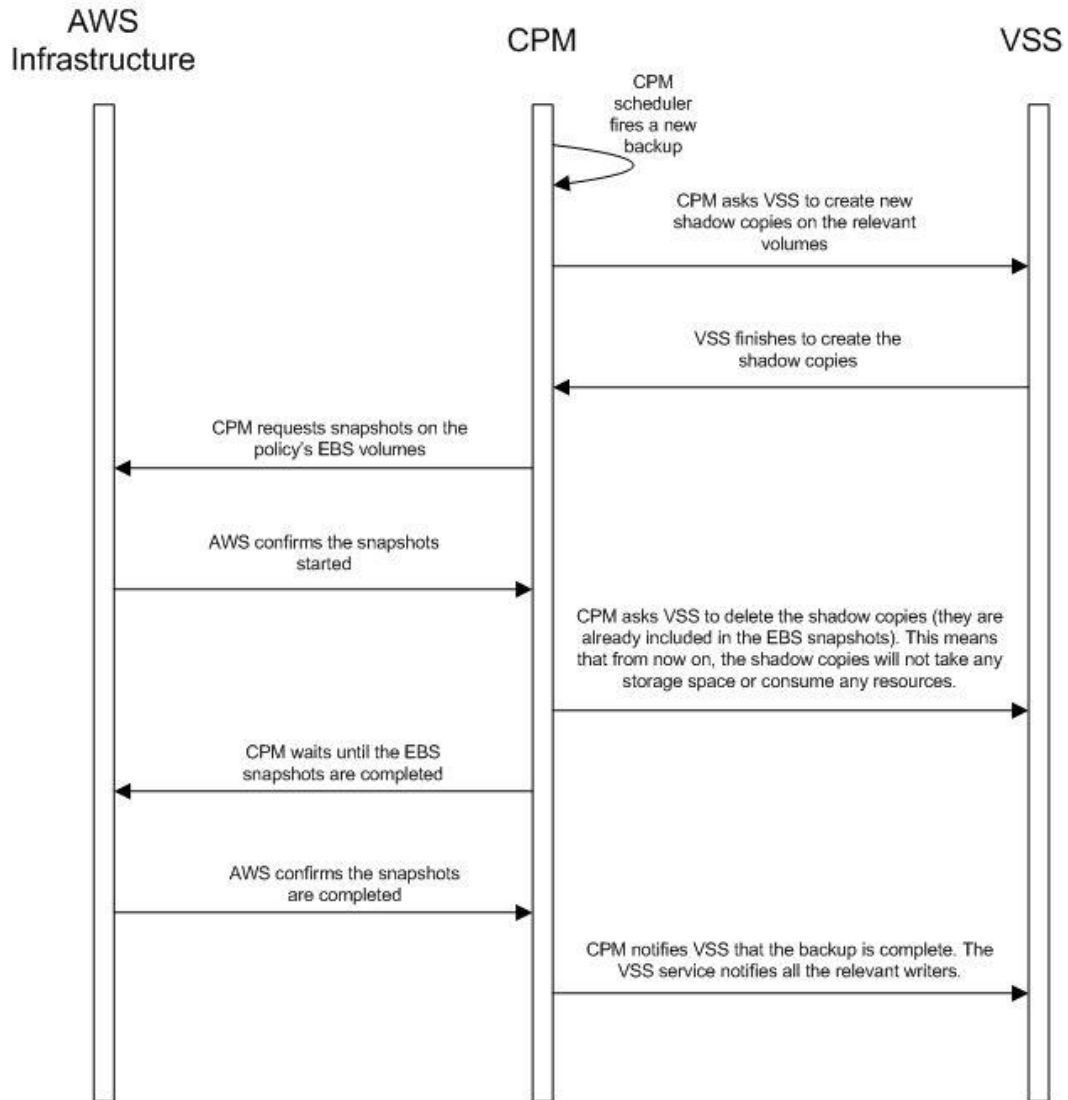 AWS
Infrastructure
CPM
VSS
CPM
scheduler
fires a new
backup
CPM asks VSS to create new
shadow copies on the relevant
volumes
VSS finishes to create the
shadow copies
CPM requests snapshots on the
policy's EBS volumes
AWS confirms the snapshots
started
CPM asks VSS to delete the shadow copies (they are
already included in the EBS snapshots). This means
that from now on, the shadow copies will not take any
storage space or consume any resources.
CPM waits until the EBS
snapshots are completed
AWS confirms the snapshots
are completed
CPM notifies VSS that the backup is complete. The
VSS service notifies all the relevant writers.